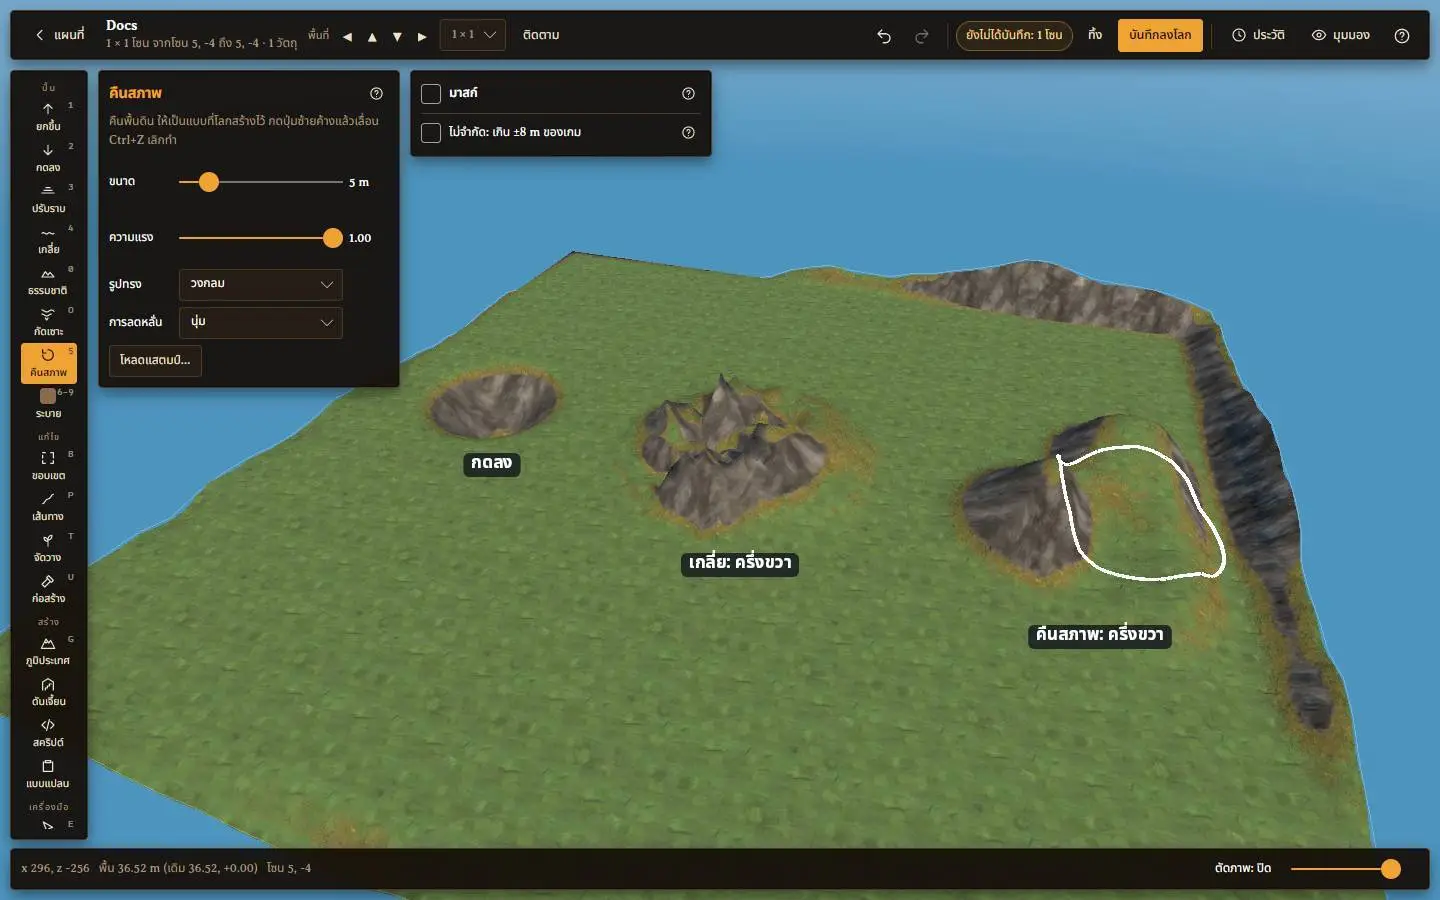 แผนที่
Docs
1 × 1 โซน จากโซน 5, -4 ถึง 5, -4 · 1 วัตถุ
พื้นที่
1 × 1
ติดตาม
ยังไม่ได้บันทึก: 1 โซน
ทิ้ง
บันทึกลงโลก
ประวัติ
มุมมอง
ปั้น
ยกขึ้น 1
กดลง 2
ปรับราบ 3
เกลี่ย 4
ธรรมชาติ 0
กัดเซาะ O
คืนสภาพ 5
ระบาย 6-9
แก้ไข
ขอบเขต B
เส้นทาง P
จัดวาง T
ก่อสร้าง U
สร้าง
ภูมิประเทศ G
ดันเจี้ยน
สคริปต์
แบบแปลน
เครื่องมือ
E
คืนสภาพ
คืนพื้นดิน ให้เป็นแบบที่โลกสร้างไว้ กดปุ่มซ้ายค้างแล้วเลื่อน
Ctrl+Z เลิกทำ
ขนาด 5 m
ความแรง 1.00
รูปทรง วงกลม
การลดหลั่น นุ่ม
โหลดแสตมป์...
มาสก์
ไม่จำกัด: เกิน ±8 m ของเกม
กดลง
เกลี่ย: ครึ่งขวา
คืนสภาพ: ครึ่งขวา
x 296, z -256 พื้น 36.52 m (เดิม 36.52, +0.00) โซน 5, -4
ตัดภาพ: ปิด